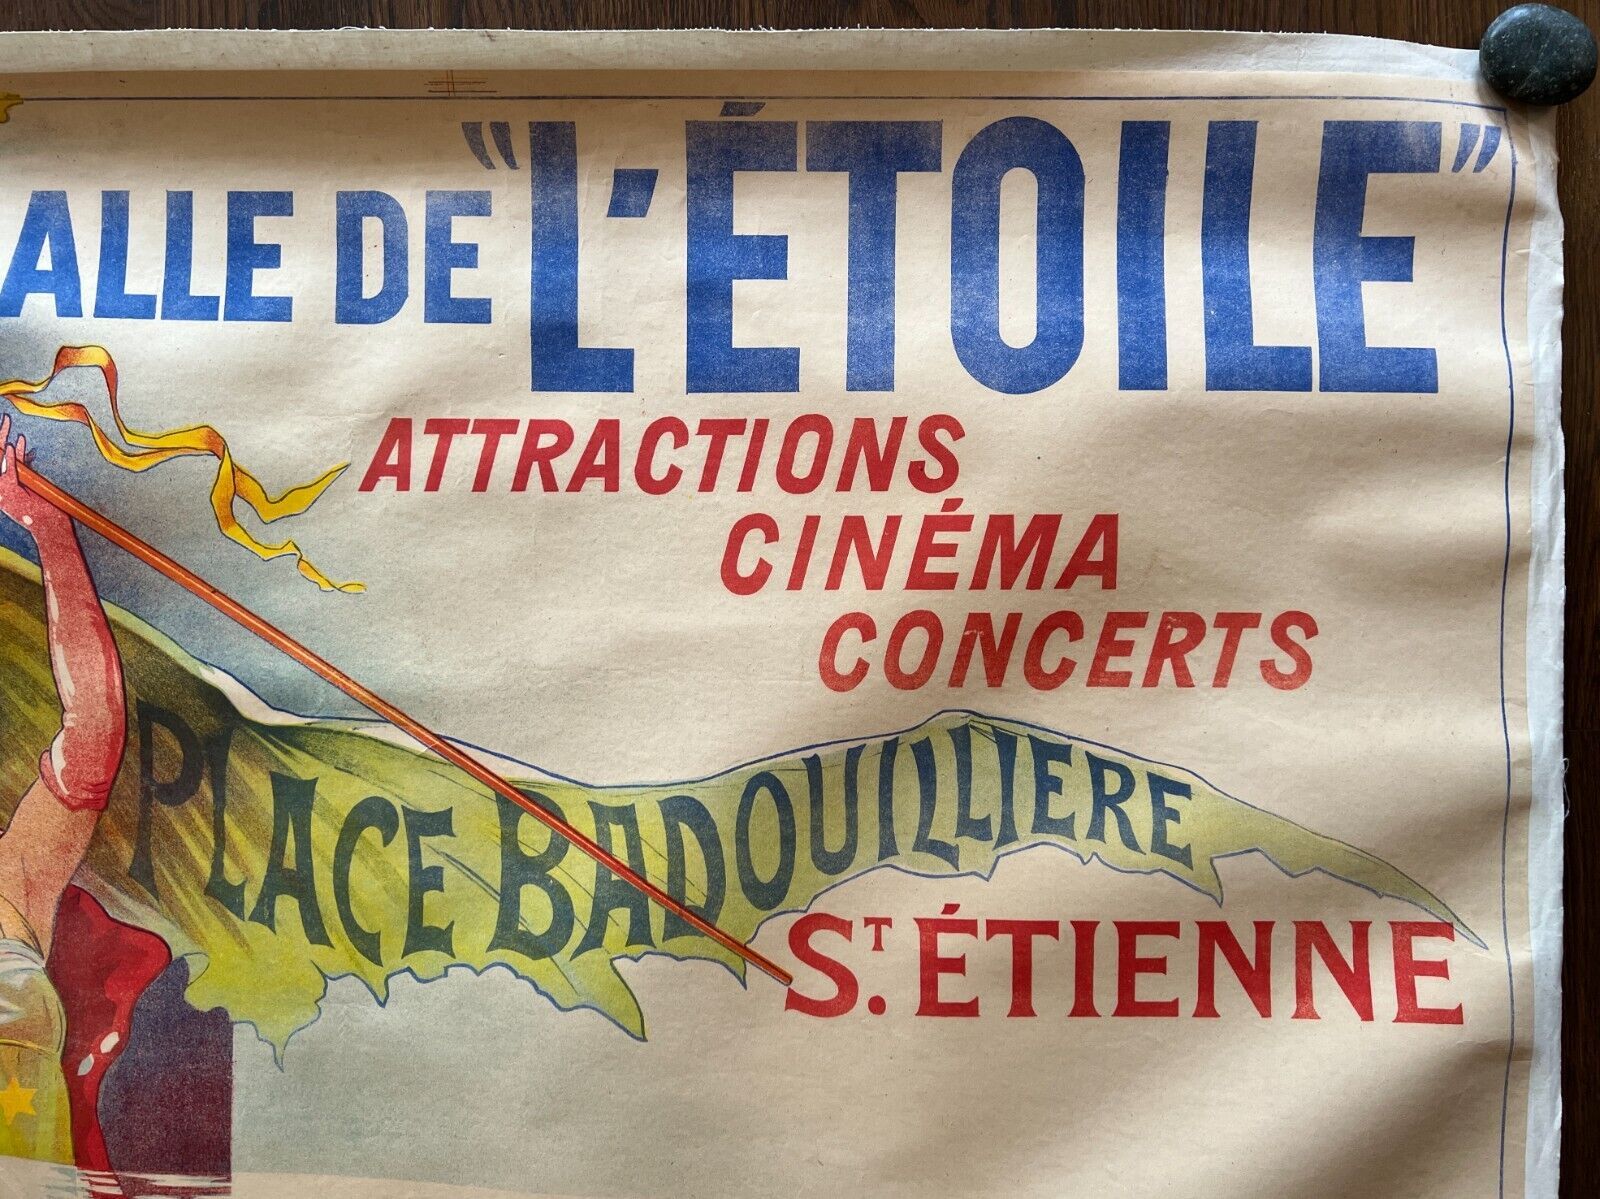 ALLE DE "L'ÉTOILE"
ATTRACTIONS
CINÉMA
CONCERTS
PLACE BADOUILLIERE
ST. ÉTIENNE